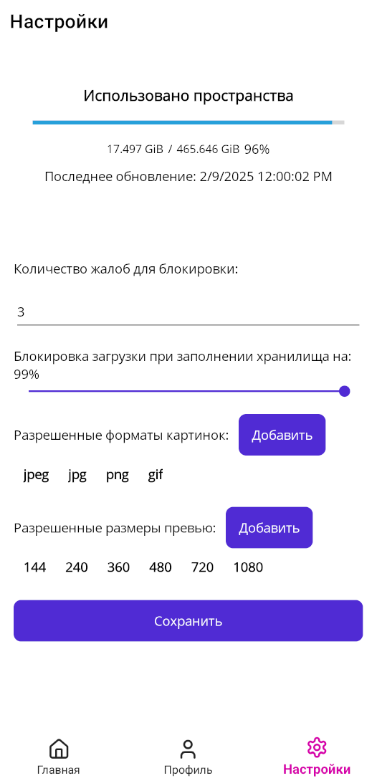 Настройки
Использовано пространства
17.497 GiB / 465.646 GiB 96%
Последнее обновление: 2/9/2025 12:00:02 PM
Количество жалоб для блокировки:
3
Блокировка загрузки при заполнении хранилища на:
99%
Разрешенные форматы картинок: Добавить
jpeg jpg png gif
Разрешенные размеры превью: Добавить
144 240 360 480 720 1080
Сохранить
Главная Профиль Настройки